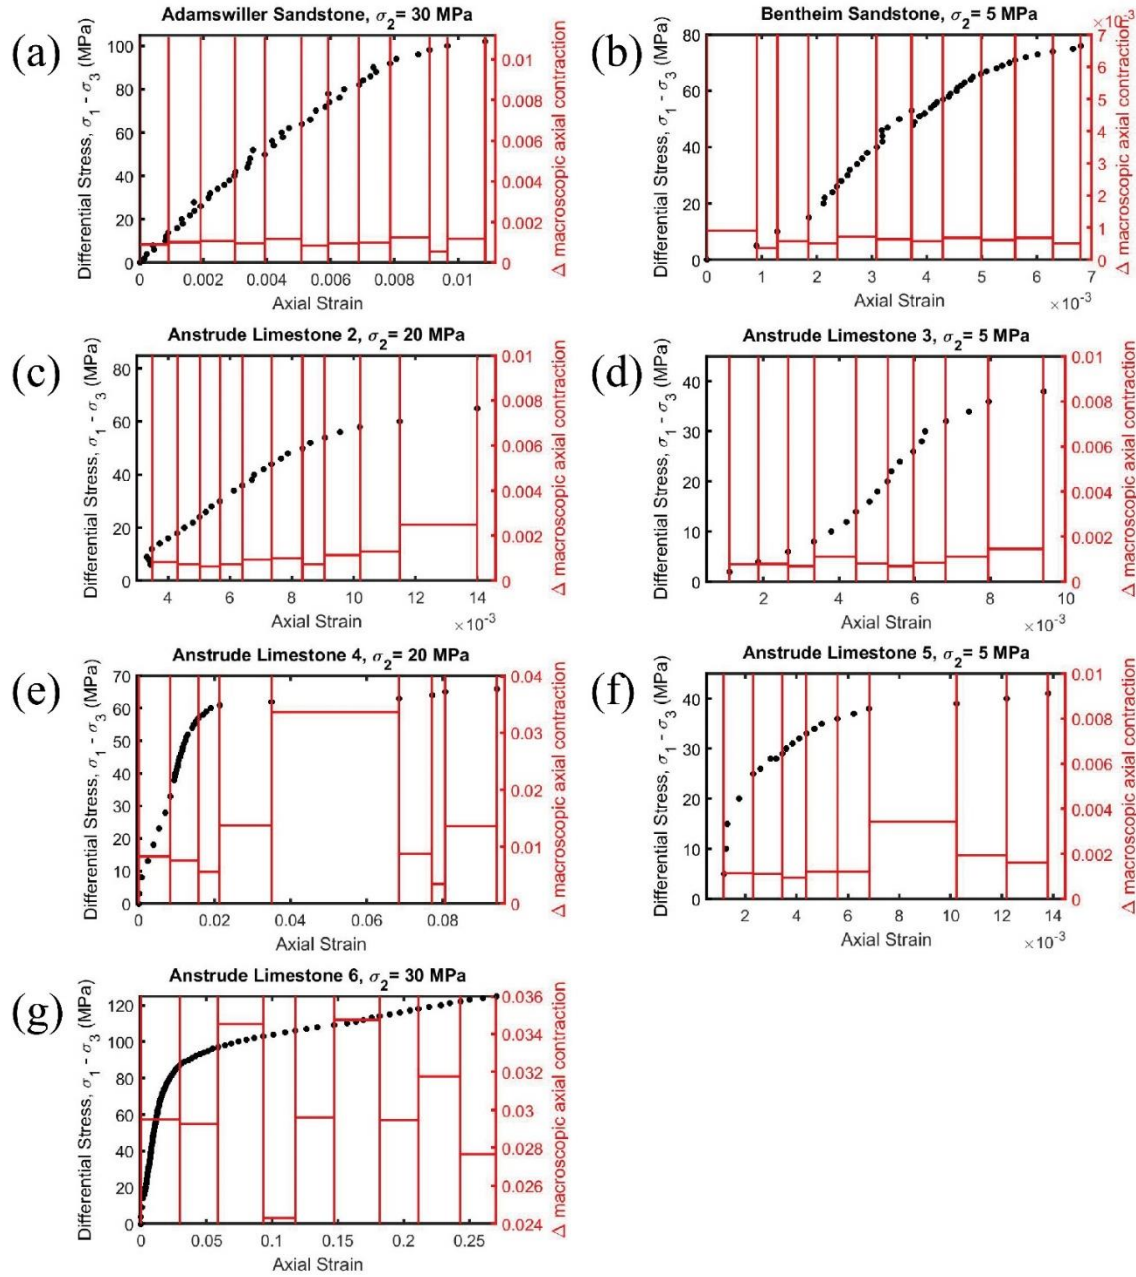 (a)
Adamswiller Sandstone, σ2= 30 MPa
Differential Stress, σ1 - σ3 (MPa)
100
80
60
40
20
0
0 0.002 0.004 0.006 0.008 0.01
Axial Strain
0.01
0.008
0.006
0.004
0.002
0
Δ macroscopic axial contraction
(b)
Bentheim Sandstone, σ2= 5 MPa
×10-3
Differential Stress, σ1 - σ3 (MPa)
80
60
40
20
0
0 1 2 3 4 5 6 7
Axial Strain
×10-3
7
6
5
4
3
2
1
0
Δ macroscopic axial contraction
(c)
Anstrude Limestone 2, σ2= 20 MPa
Differential Stress, σ1 - σ3 (MPa)
80
60
40
20
0
4 6 8 10 12 14
Axial Strain
×10-3
0.01
0.008
0.006
0.004
0.002
0
Δ macroscopic axial contraction
(d)
Anstrude Limestone 3, σ2= 5 MPa
Differential Stress, σ1 - σ3 (MPa)
40
30
20
10
0
2 4 6 8 10
Axial Strain
×10-3
0.01
0.008
0.006
0.004
0.002
0
Δ macroscopic axial contraction
(e)
Anstrude Limestone 4, σ2= 20 MPa
Differential Stress, σ1 - σ3 (MPa)
70
60
50
40
30
20
10
0
0 0.02 0.04 0.06 0.08
Axial Strain
0.04
0.03
0.02
0.01
0
Δ macroscopic axial contraction
(f)
Anstrude Limestone 5, σ2= 5 MPa
Differential Stress, σ1 - σ3 (MPa)
40
30
20
10
0
2 4 6 8 10 12 14
Axial Strain
×10-3
0.01
0.008
0.006
0.004
0.002
0
Δ macroscopic axial contraction
(g)
Anstrude Limestone 6, σ2= 30 MPa
Differential Stress, σ1 - σ3 (MPa)
120
100
80
60
40
20
0
0 0.05 0.1 0.15 0.2 0.25
Axial Strain
0.036
0.034
0.032
0.03
0.028
0.026
0.024
Δ macroscopic axial contraction